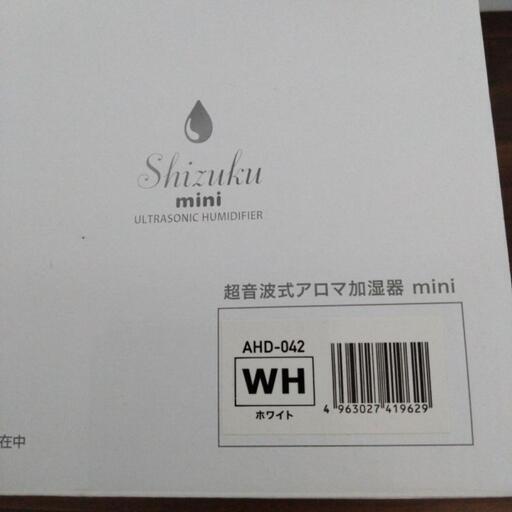 Shizuku
mini
ULTRASONIC HUMIDIFIER
超音波式アロマ加湿器 mini
AHD-042
WH
ホワイト
4 963027 419629
在中